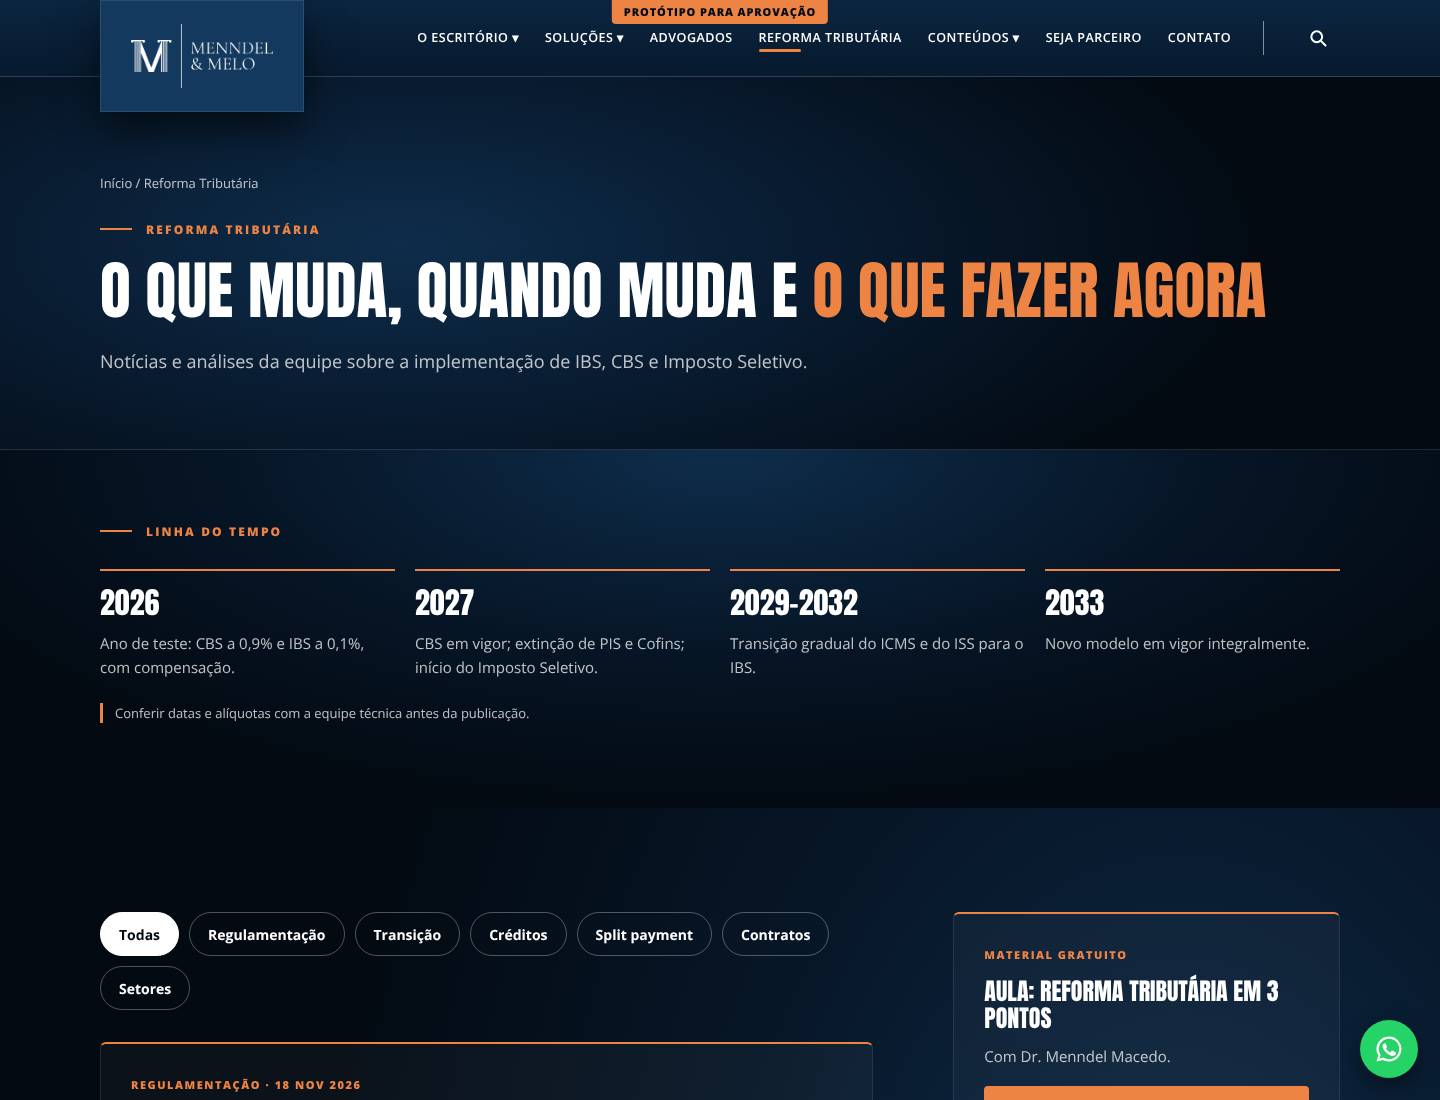 PROTÓTIPO PARA APROVAÇÃO
MENNDEL
& MELO
O ESCRITÓRIO ▾ SOLUÇÕES ▾ ADVOGADOS REFORMA TRIBUTÁRIA CONTEÚDOS ▾ SEJA PARCEIRO CONTATO
Início / Reforma Tributária
REFORMA TRIBUTÁRIA
O QUE MUDA, QUANDO MUDA E O QUE FAZER AGORA
Notícias e análises da equipe sobre a implementação de IBS, CBS e Imposto Seletivo.
LINHA DO TEMPO
2026
Ano de teste: CBS a 0,9% e IBS a 0,1%,
com compensação.
2027
CBS em vigor; extinção de PIS e Cofins;
início do Imposto Seletivo.
2029-2032
Transição gradual do ICMS e do ISS para o
IBS.
2033
Novo modelo em vigor integralmente.
Conferir datas e alíquotas com a equipe técnica antes da publicação.
Todas Regulamentação Transição Créditos Split payment Contratos
Setores
REGULAMENTAÇÃO · 18 NOV 2026
MATERIAL GRATUITO
AULA: REFORMA TRIBUTÁRIA EM 3
PONTOS
Com Dr. Menndel Macedo.